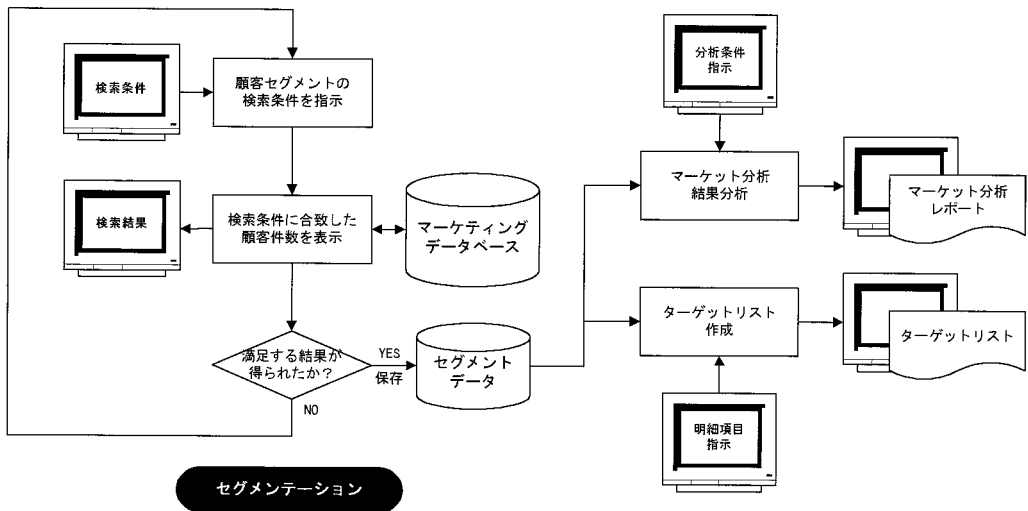 検索条件
顧客セグメントの
検索条件を指示
検索結果
検索条件に合致した
顧客件数を表示
マーケティング
データベース
満足する結果が
得られたか？
YES
保存
NO
セグメント
データ
セグメンテーション
分析条件
指示
マーケット分析
結果分析
マーケット分析
レポート
ターゲットリスト
作成
ターゲットリスト
明細項目
指示